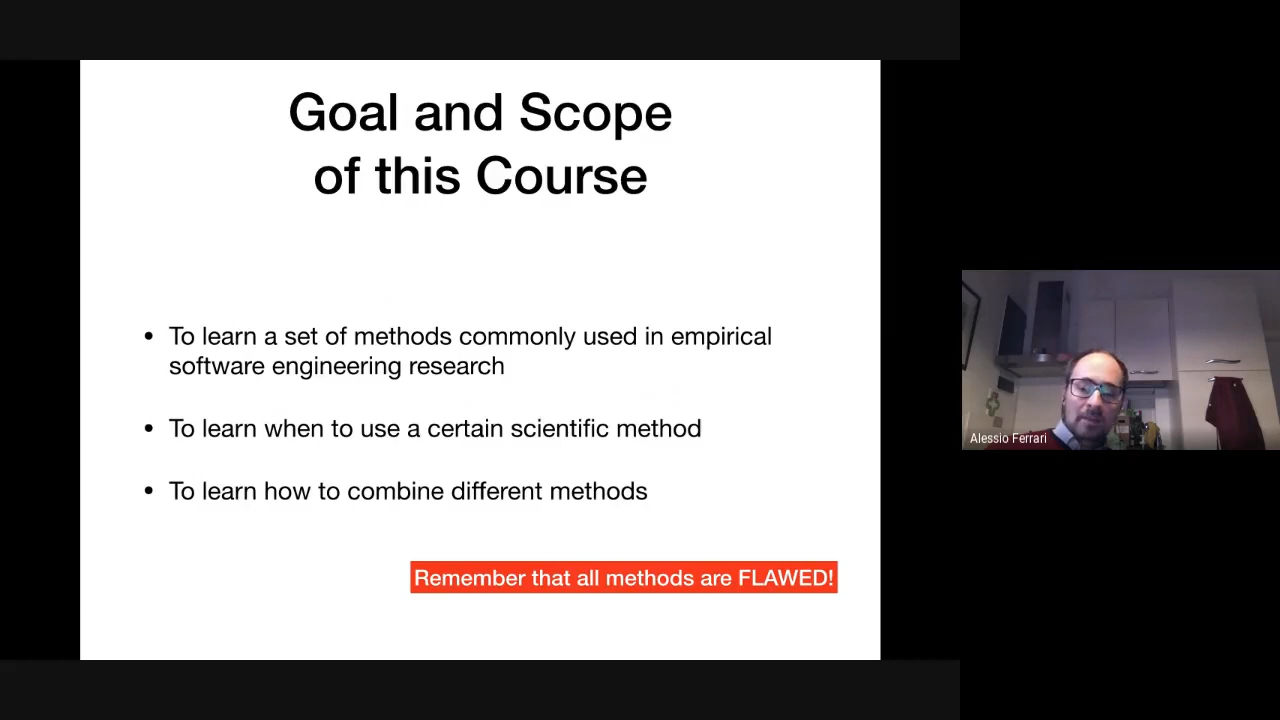 Goal and Scope
of this Course
• To learn a set of methods commonly used in empirical
software engineering research
• To learn when to use a certain scientific method
• To learn how to combine different methods
Remember that all methods are FLAWED!
Alessio Ferrari